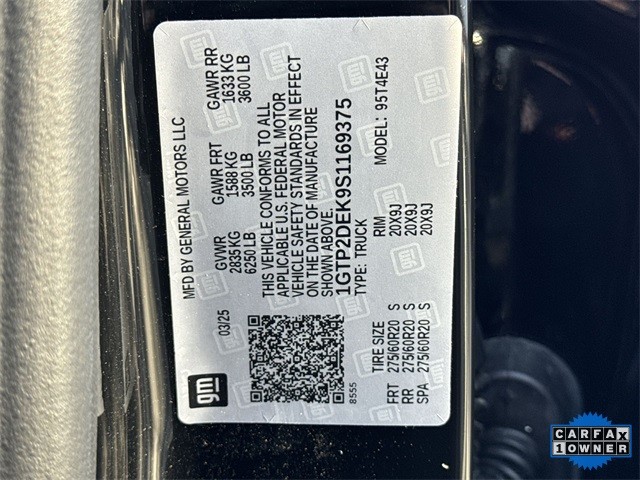 gm
MFD BY GENERAL MOTORS LLC
03/25
GVWR GAWR FRT GAWR RR
2835 KG 1588 KG 1633 KG
6250 LB 3500 LB 3600 LB
THIS VEHICLE CONFORMS TO ALL
APPLICABLE U.S. FEDERAL MOTOR
VEHICLE SAFETY STANDARDS IN EFFECT
ON THE DATE OF MANUFACTURE
SHOWN ABOVE.
1GTP2DEK9S1169375
TYPE: TRUCK MODEL: 95T4E43
8555
TIRE SIZE RIM
FRT 275/60R20 S 20X9J
RR 275/60R20 S 20X9J
SPA 275/60R20 S 20X9J
CARFAX
1 OWNER